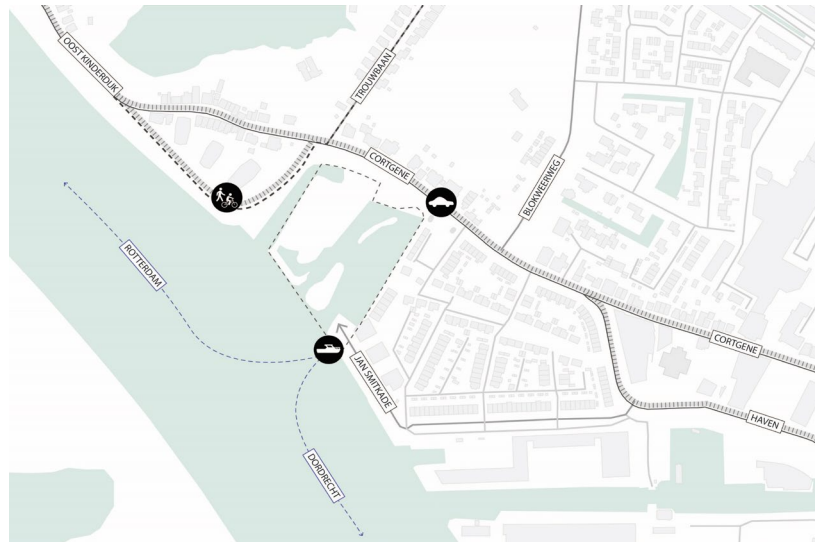 OOST KINDERDIJK
TROUWBAAN
CORTGENE
BLOKWEERWEG
ROTTERDAM
JAN SMITKADE
CORTGENE
HAVEN
DORDRECHT